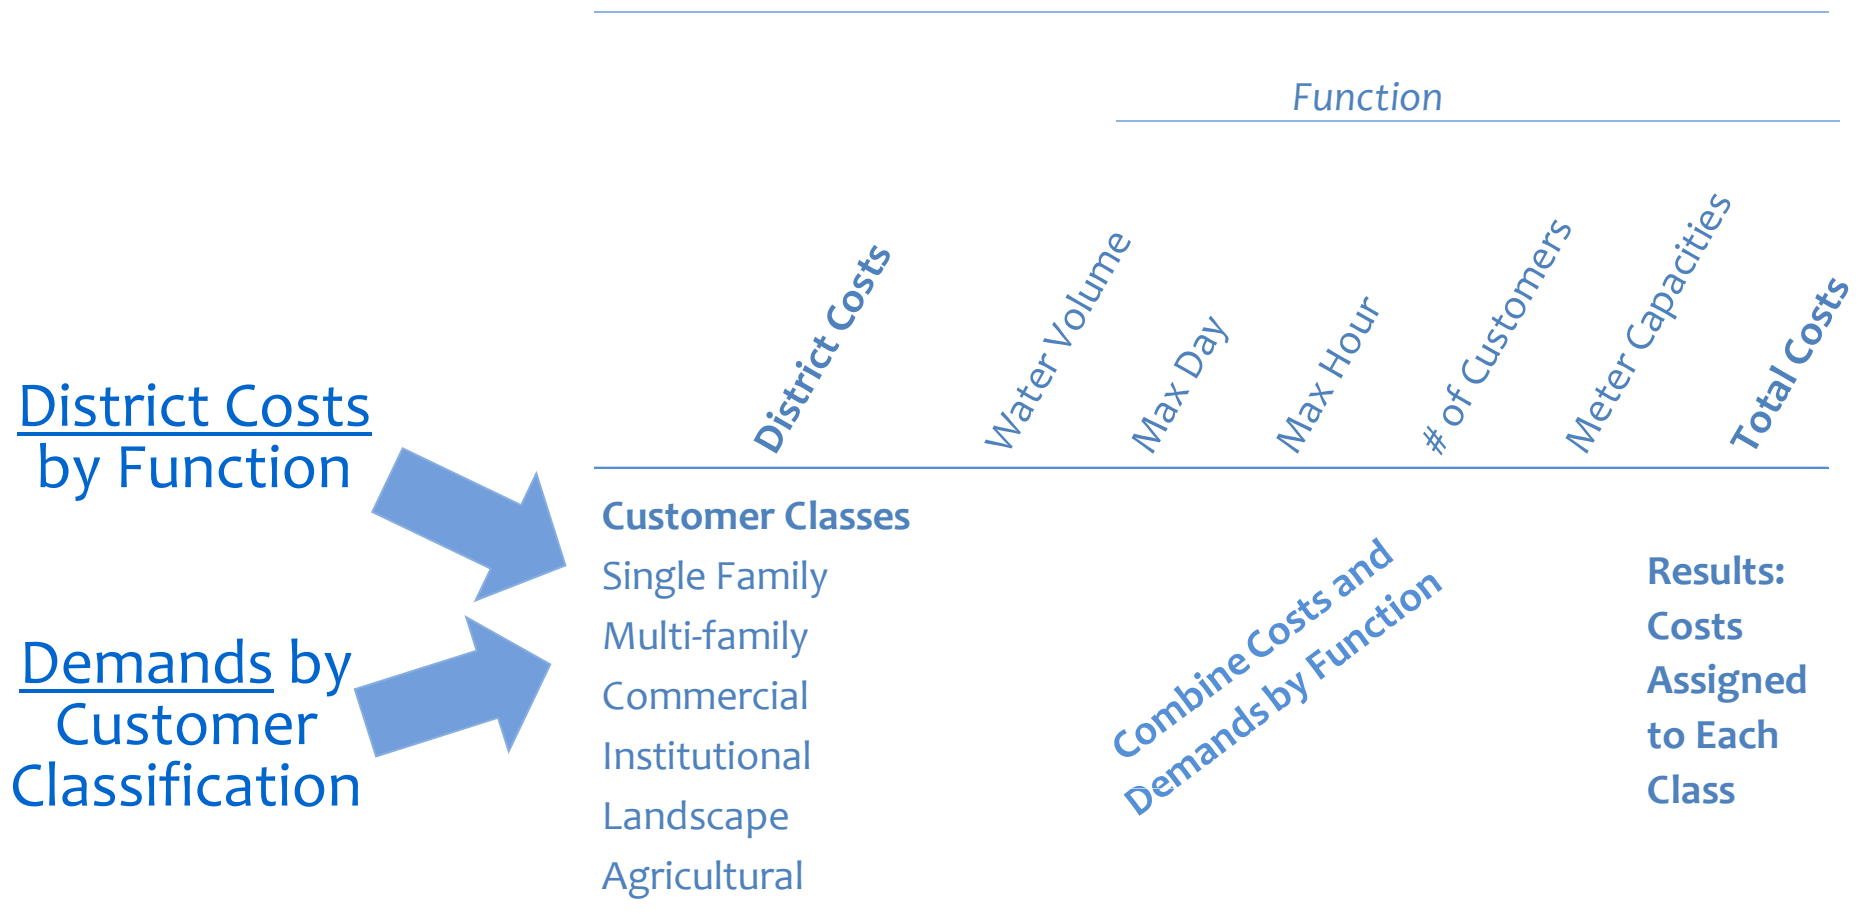 Function
District Costs
Water Volume
Max Day
Max Hour
# of Customers
Meter Capacities
Total Costs
District Costs
by Function
Demands by
Customer
Classification
Customer Classes
Single Family
Multi-family
Commercial
Institutional
Landscape
Agricultural
Combine Costs and
Demands by Function
Results:
Costs
Assigned
to Each
Class